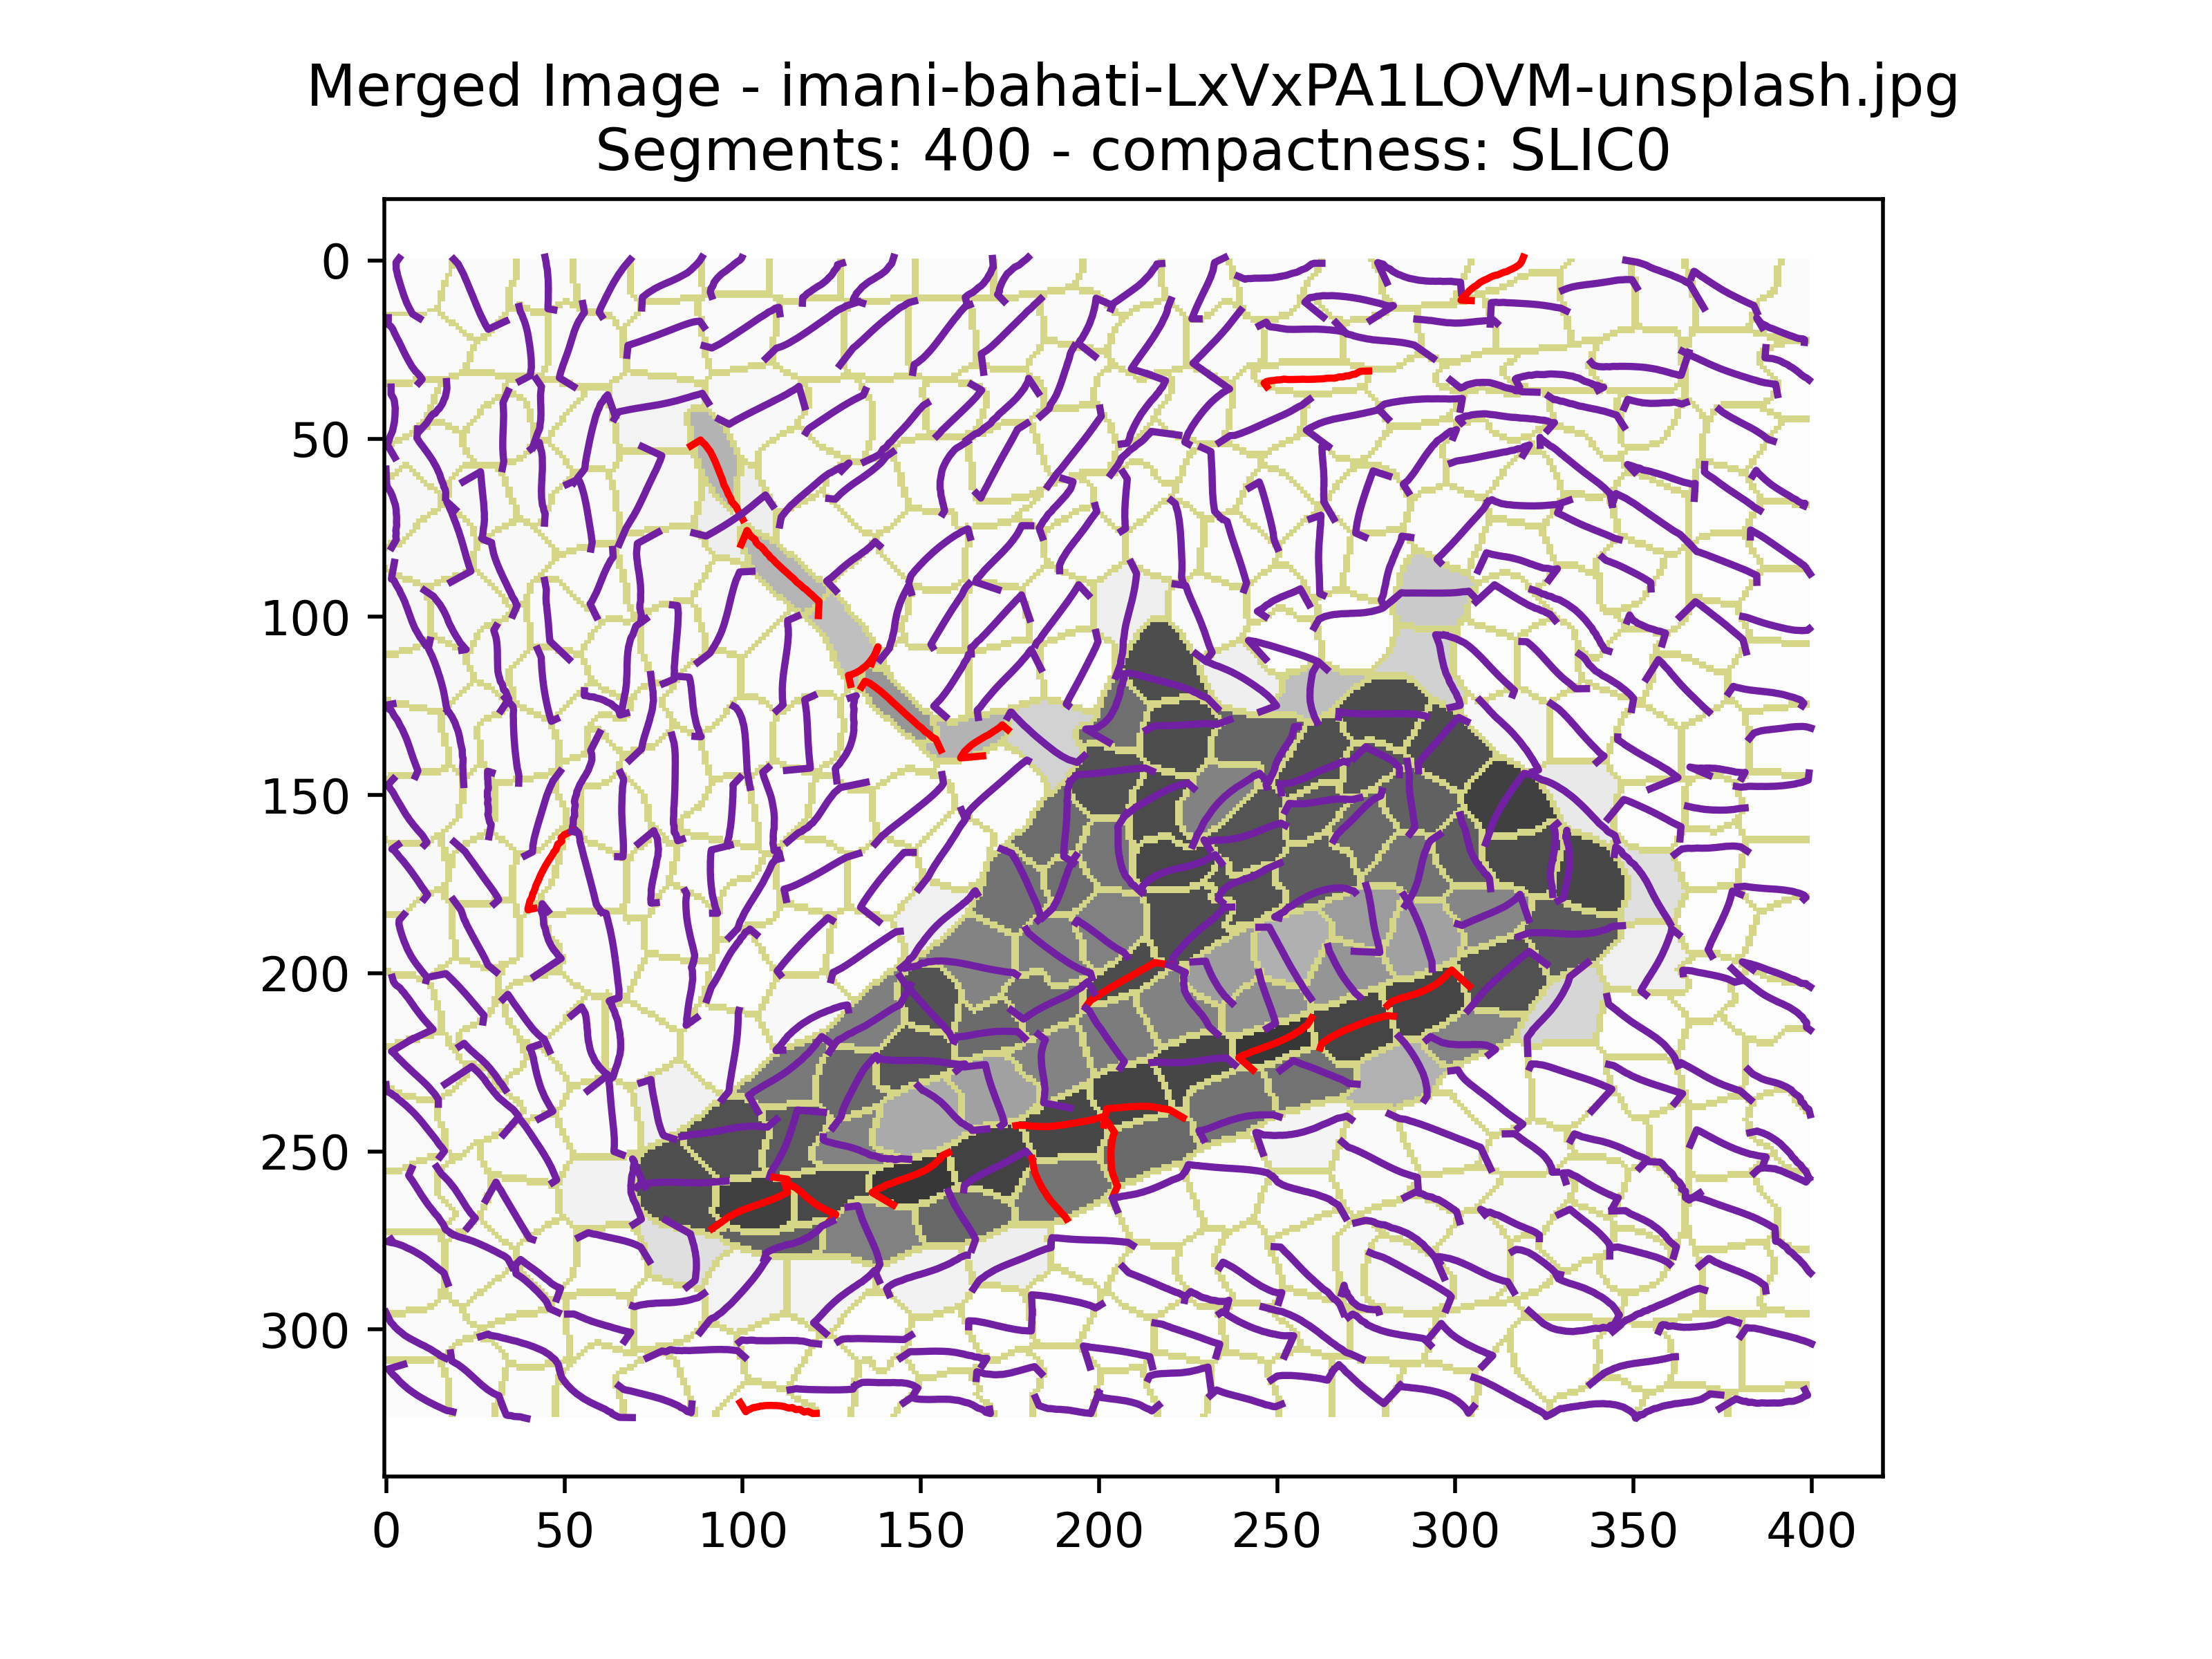 Merged Image - imani-bahati-LxVxPA1LOVM-unsplash.jpg
Segments: 400 - compactness: SLIC0
0
50
100
150
200
250
300
0 50 100 150 200 250 300 350 400